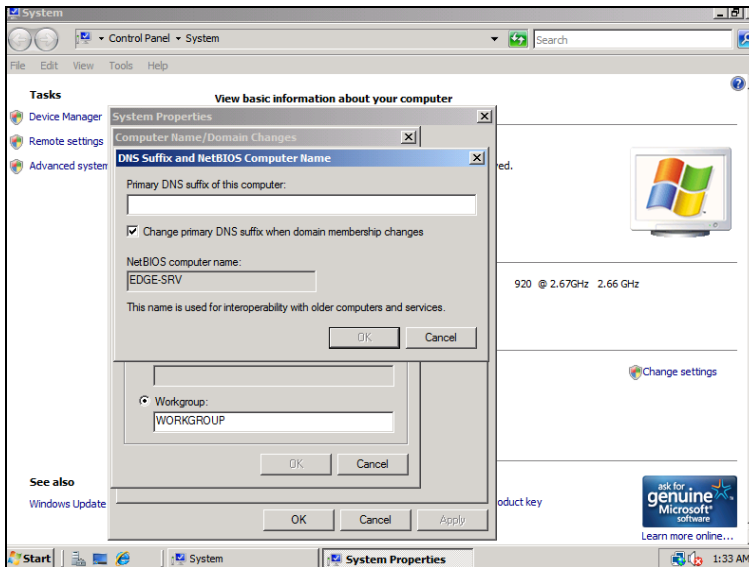 System
Control Panel System
Search
File Edit View Tools Help
Tasks
View basic information about your computer
Device Manager
Remote settings
Advanced system
System Properties
Computer Name/Domain Changes
DNS Suffix and NetBIOS Computer Name
Primary DNS suffix of this computer:
Change primary DNS suffix when domain membership changes
NetBIOS computer name:
EDGE-SRV
This name is used for interoperability with older computers and services.
OK Cancel
ved.
920 @ 2.67GHz 2.66 GHz
Change settings
Workgroup:
WORKGROUP
OK Cancel
See also
Windows Update
oduct key
OK Cancel Apply
ask for
genuine
Microsoft®
software
Learn more online...
Start System System Properties 1:33 AM